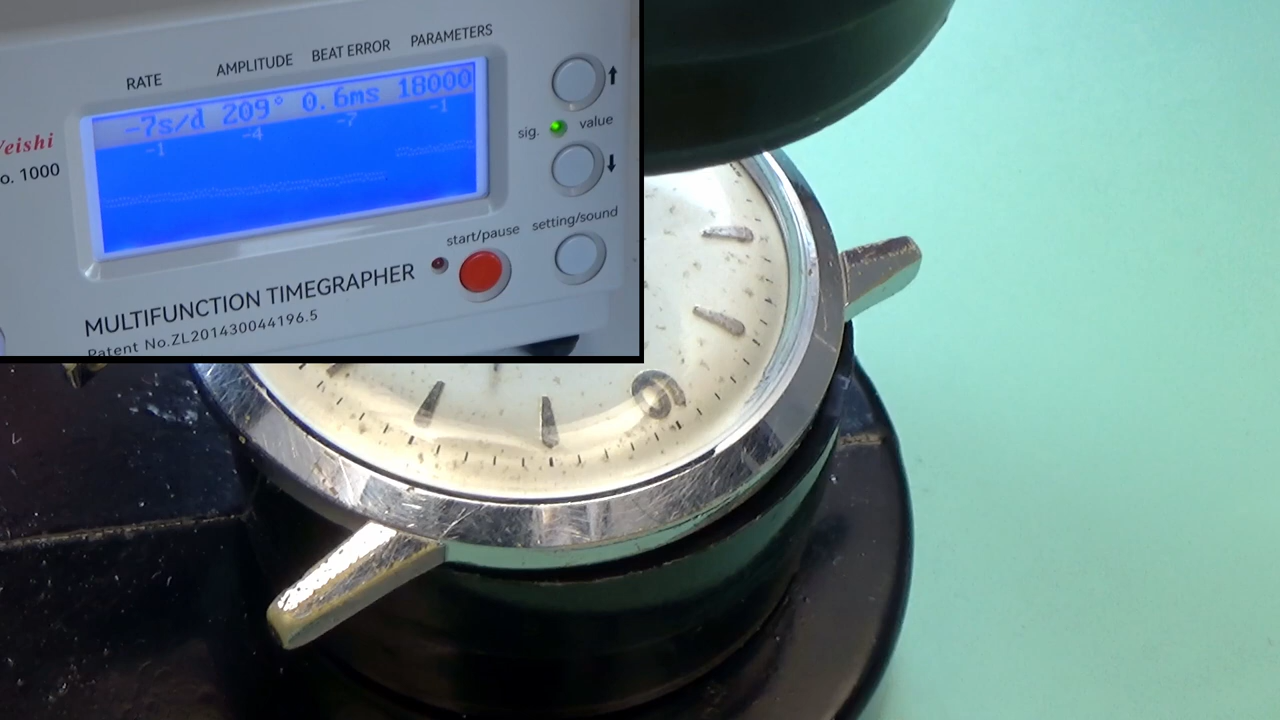 RATE AMPLITUDE BEAT ERROR PARAMETERS
-7s/d 209° 0.6ms 18000
-1 -4 -7 -1
sig. value
o. 1000
start/pause setting/sound
MULTIFUNCTION TIMEGRAPHER
Patent No.ZL201430044196.5